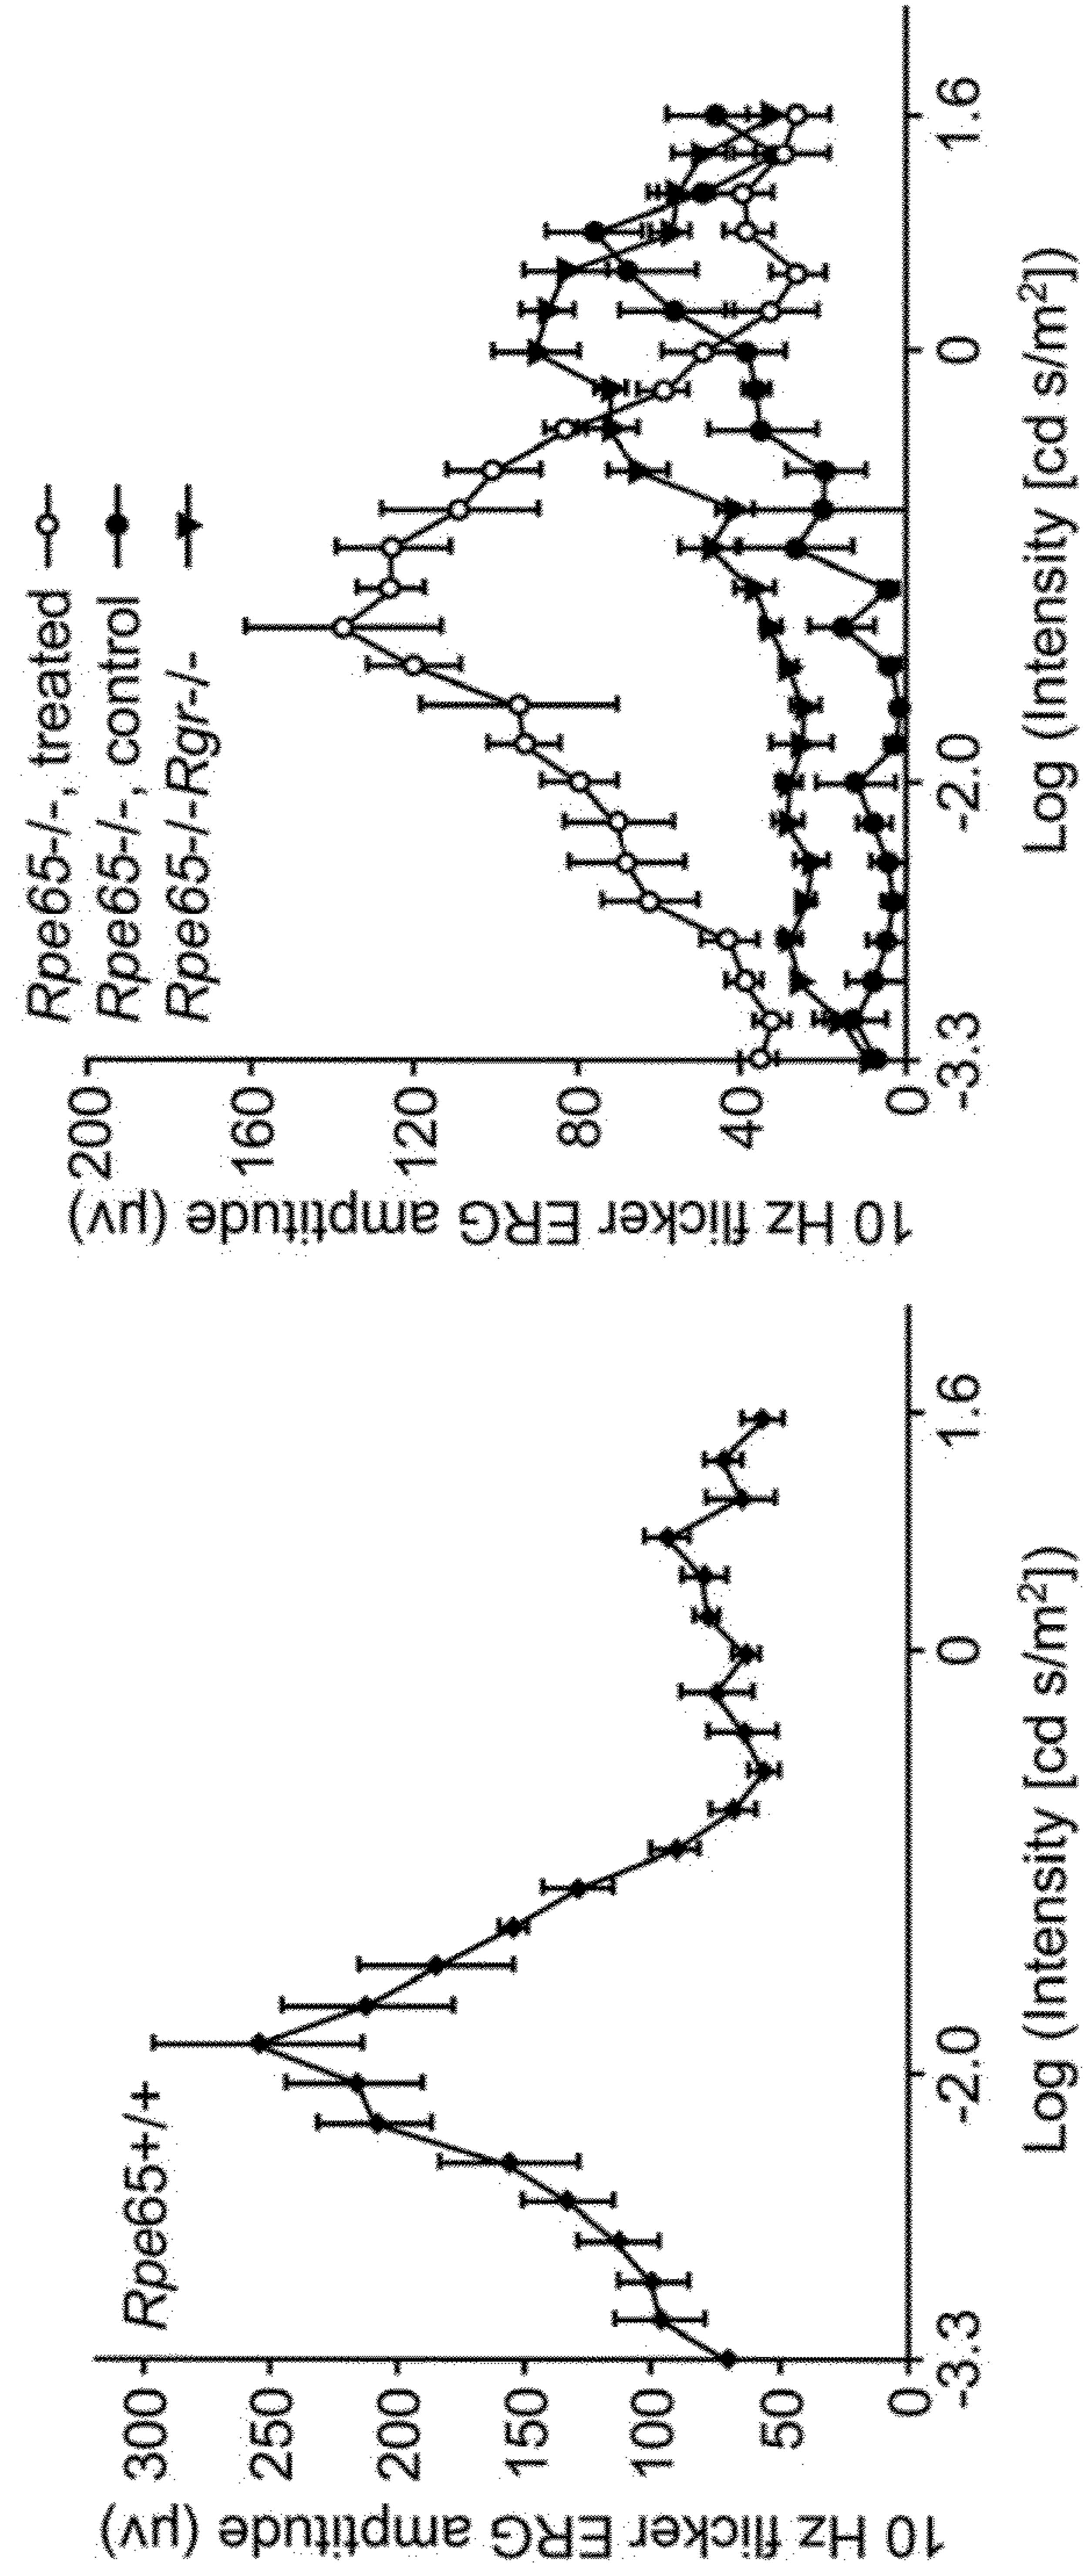 Rpe65+/+
10 Hz flicker ERG amptitude (µv)
300
250
200
150
100
50
0
-3.3
-2.0
0
1.6
Log (Intensity [cd s/m²])
Rpe65-/-, treated
Rpe65-/-, control
Rpe65-/-Rgr-/-
10 Hz flicker ERG amptitude (µv)
200
160
120
80
40
0
-3.3
-2.0
0
1.6
Log (Intensity [cd s/m²])